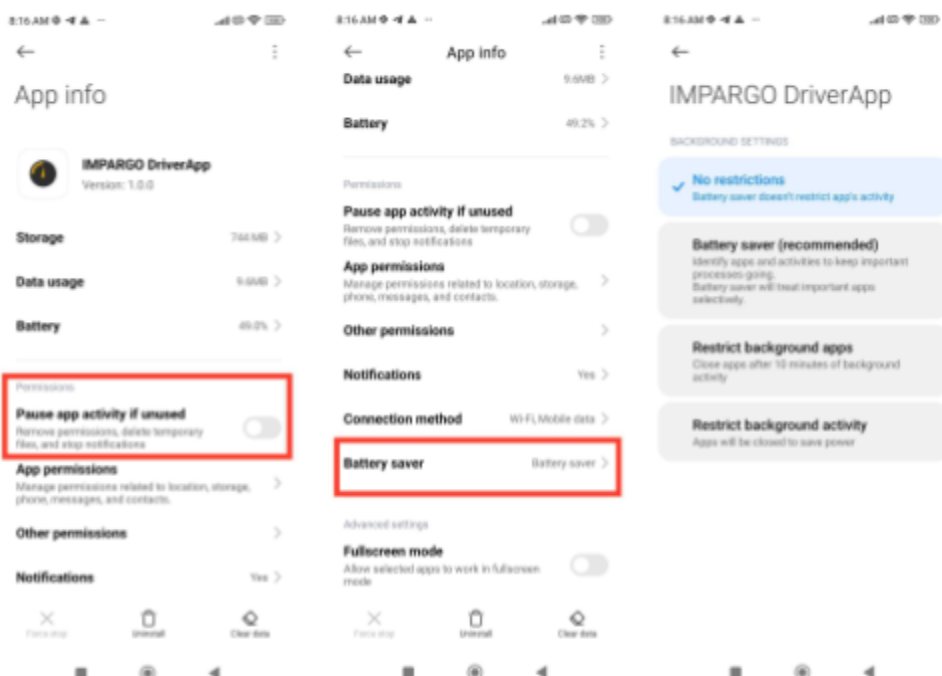 8:16 AM
App info
IMPARGO DriverApp
Version: 1.0.0
Storage 744 MB
Data usage 9.6MB
Battery 49.0%
Permissions
Pause app activity if unused
Remove permissions, delete temporary
files, and stop notifications
App permissions
Manage permissions related to location, storage,
phone, messages, and contacts.
Other permissions
Notifications Yes
Force stop Uninstall Clear data
8:16 AM
App info
Data usage 9.6MB
Battery 49.2%
Permissions
Pause app activity if unused
Remove permissions, delete temporary
files, and stop notifications
App permissions
Manage permissions related to location, storage,
phone, messages, and contacts.
Other permissions
Notifications Yes
Connection method Wi-Fi, Mobile data
Battery saver Battery saver
Advanced settings
Fullscreen mode
Allow selected apps to work in fullscreen
mode
Force stop Uninstall Clear data
8:16 AM
IMPARGO DriverApp
BACKGROUND SETTINGS
No restrictions
Battery saver doesn't restrict app's activity
Battery saver (recommended)
Identify apps and activities to keep important
processes going.
Battery saver will treat important apps
selectively.
Restrict background apps
Close apps after 10 minutes of background
activity
Restrict background activity
Apps will be closed to save power